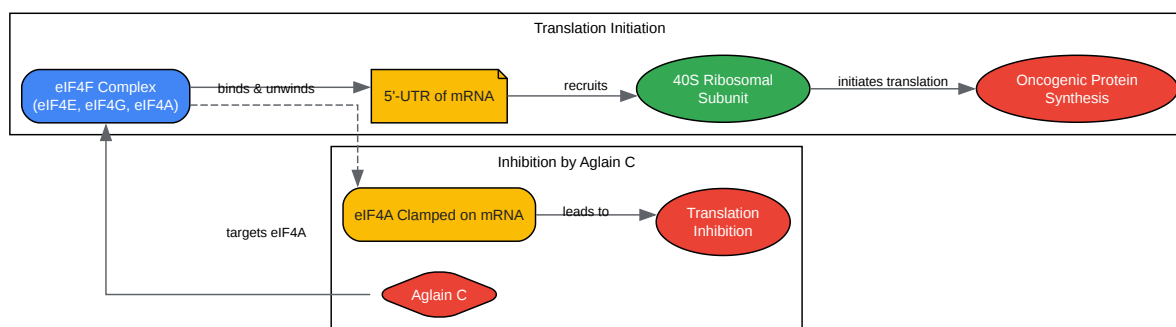 Translation Initiation
eIF4F Complex
(eIF4E, eIF4G, eIF4A)
binds & unwinds
5'-UTR of mRNA
recruits
40S Ribosomal
Subunit
initiates translation
Oncogenic Protein
Synthesis
Inhibition by Aglain C
eIF4A Clamped on mRNA
leads to
Translation
Inhibition
targets eIF4A
Aglain C